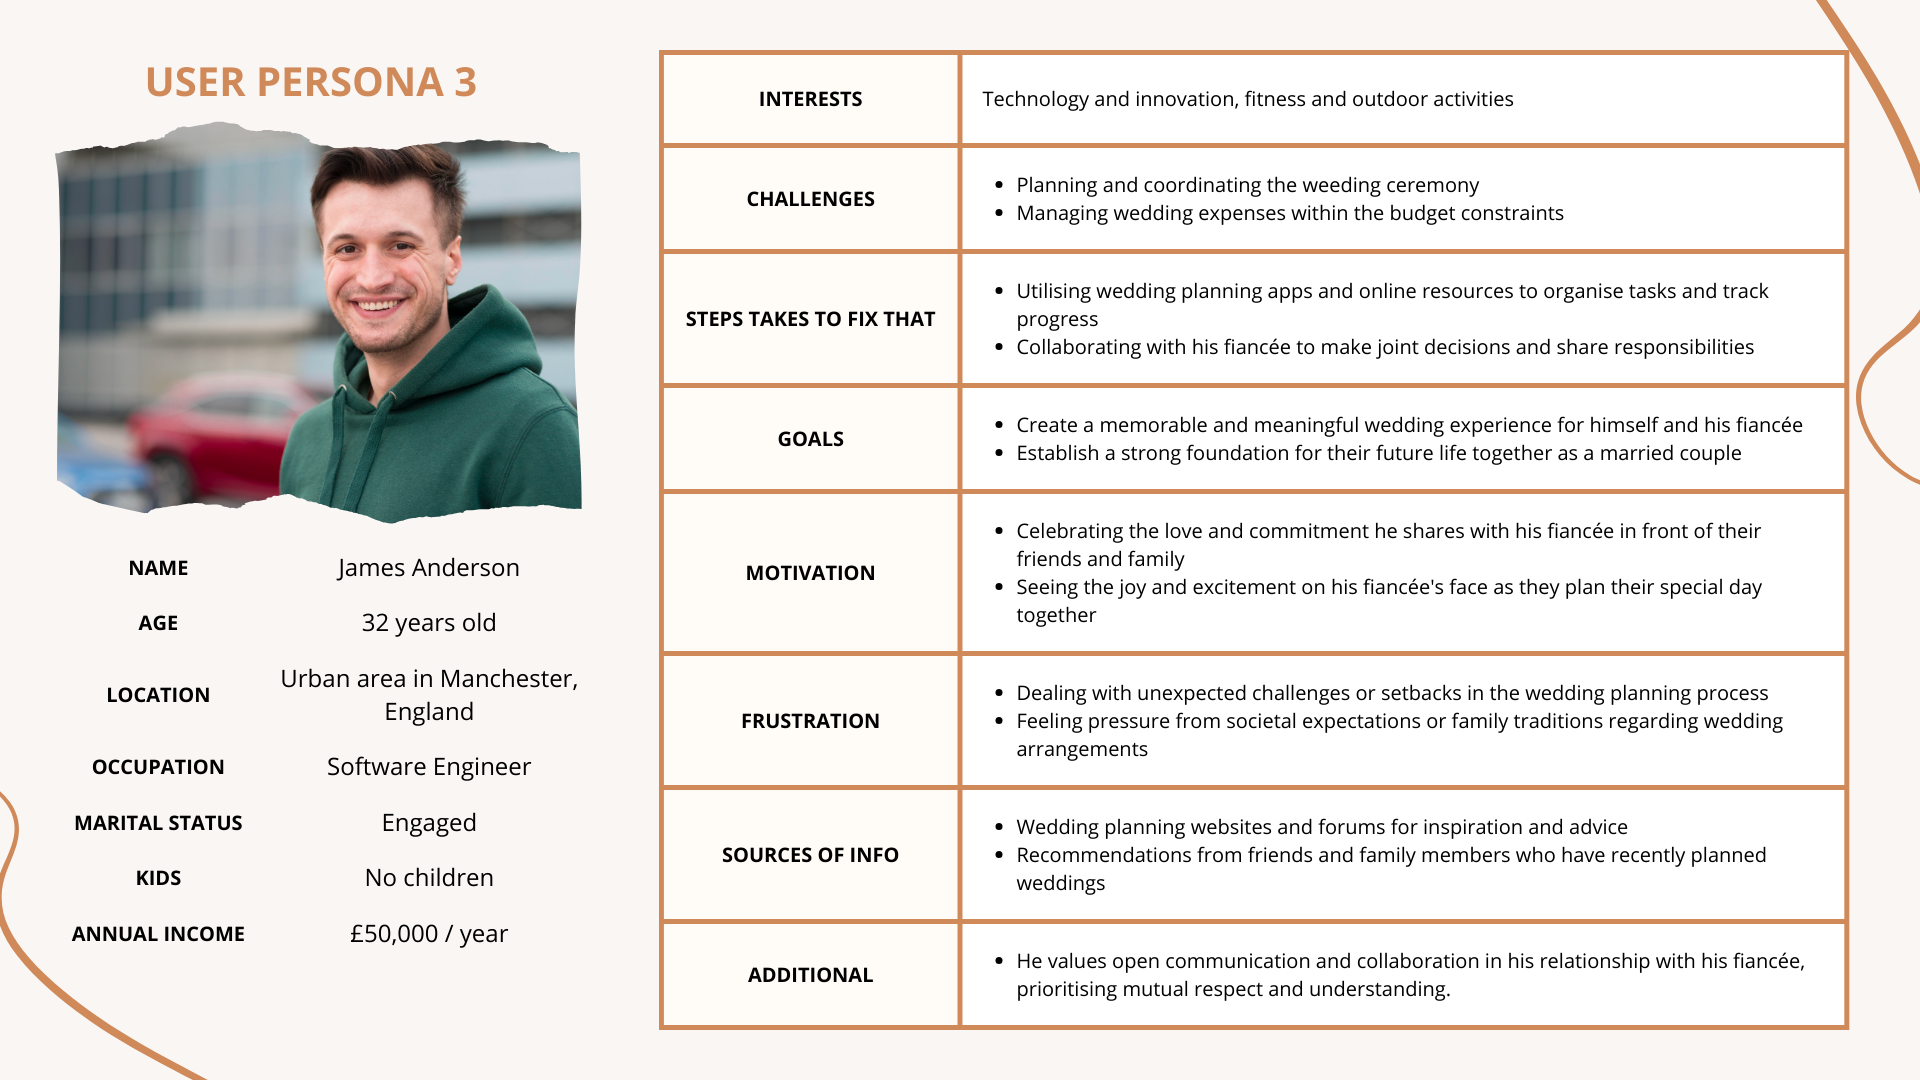 USER PERSONA 3
NAME James Anderson
AGE 32 years old
LOCATION Urban area in Manchester,
England
OCCUPATION Software Engineer
MARITAL STATUS Engaged
KIDS No children
ANNUAL INCOME £50,000 / year
INTERESTS
Technology and innovation, fitness and outdoor activities
CHALLENGES
• Planning and coordinating the weeding ceremony
• Managing wedding expenses within the budget constraints
STEPS TAKES TO FIX THAT
• Utilising wedding planning apps and online resources to organise tasks and track
progress
• Collaborating with his fiancée to make joint decisions and share responsibilities
GOALS
• Create a memorable and meaningful wedding experience for himself and his fiancée
• Establish a strong foundation for their future life together as a married couple
MOTIVATION
• Celebrating the love and commitment he shares with his fiancée in front of their
friends and family
• Seeing the joy and excitement on his fiancée's face as they plan their special day
together
FRUSTRATION
• Dealing with unexpected challenges or setbacks in the wedding planning process
• Feeling pressure from societal expectations or family traditions regarding wedding
arrangements
SOURCES OF INFO
• Wedding planning websites and forums for inspiration and advice
• Recommendations from friends and family members who have recently planned
weddings
ADDITIONAL
• He values open communication and collaboration in his relationship with his fiancée,
prioritising mutual respect and understanding.